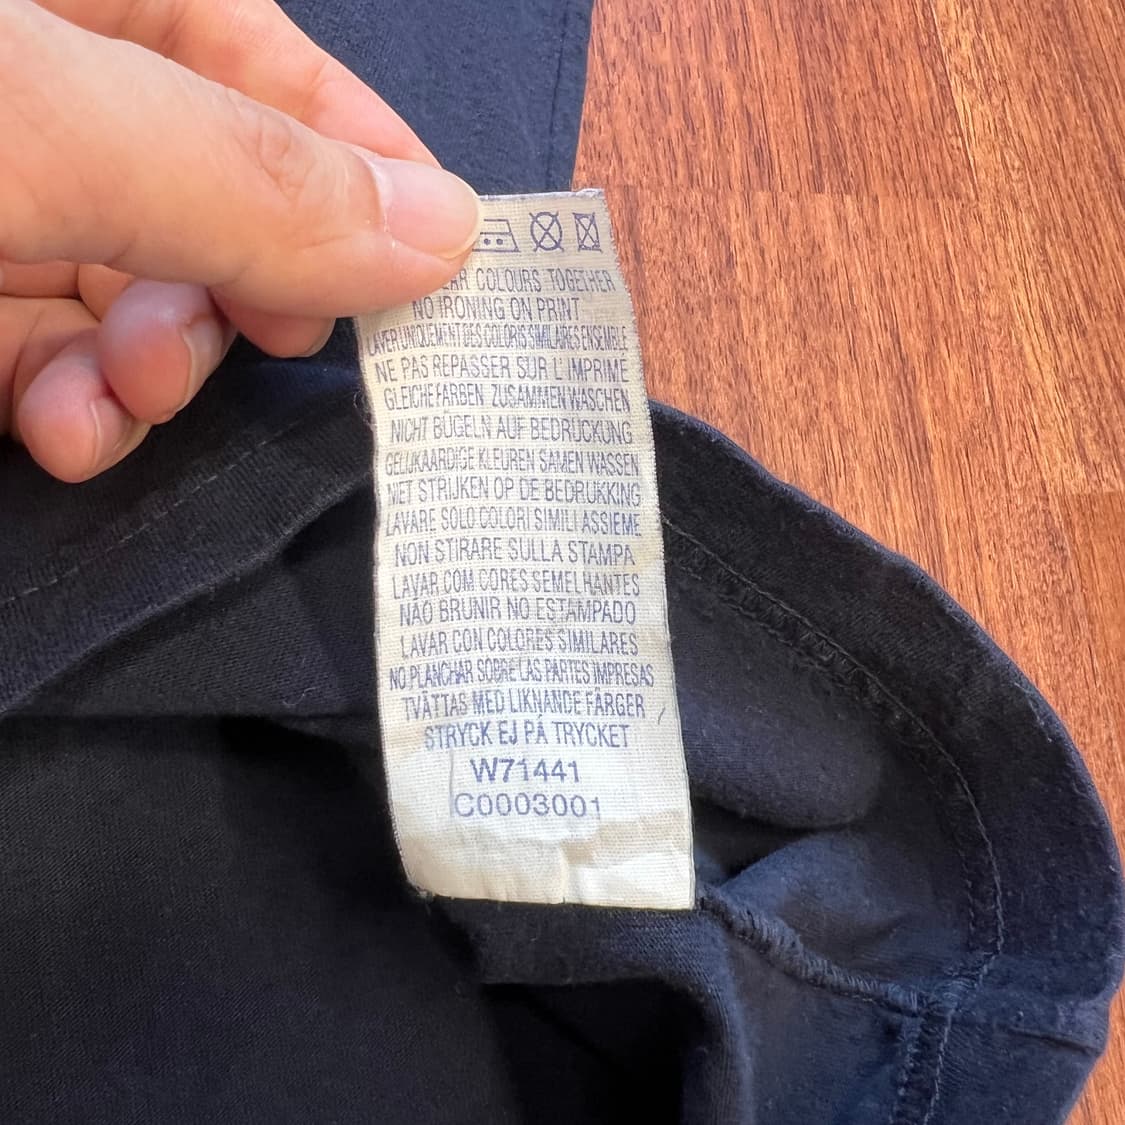 COLOURS TOGETHER
NO IRONING ON PRINT
LAVER UNIQUEMENT DES COLORIS SIMILAIRES ENSEMBLE
NE PAS REPASSER SUR L'IMPRIME
GLEICHE FARBEN ZUSAMMEN WASCHEN
NICHT BÜGELN AUF BEDRÜCKUNG
GELIJKAARDIGE KLEUREN SAMEN WASSEN
NIET STRIJKEN OP DE BEDRUKKING
LAVARE SOLO COLORI SIMILI ASSIEME
NON STIRARE SULLA STAMPA
LAVAR COM CORES SEMELHANTES
NÃO BRUNIR NO ESTAMPADO
LAVAR CON COLORES SIMILARES
NO PLANCHAR SOBRE LAS PARTES IMPRESAS
TVÄTTAS MED LIKNANDE FÄRGER
STRYCK EJ PÅ TRYCKET
W71441
C0003001